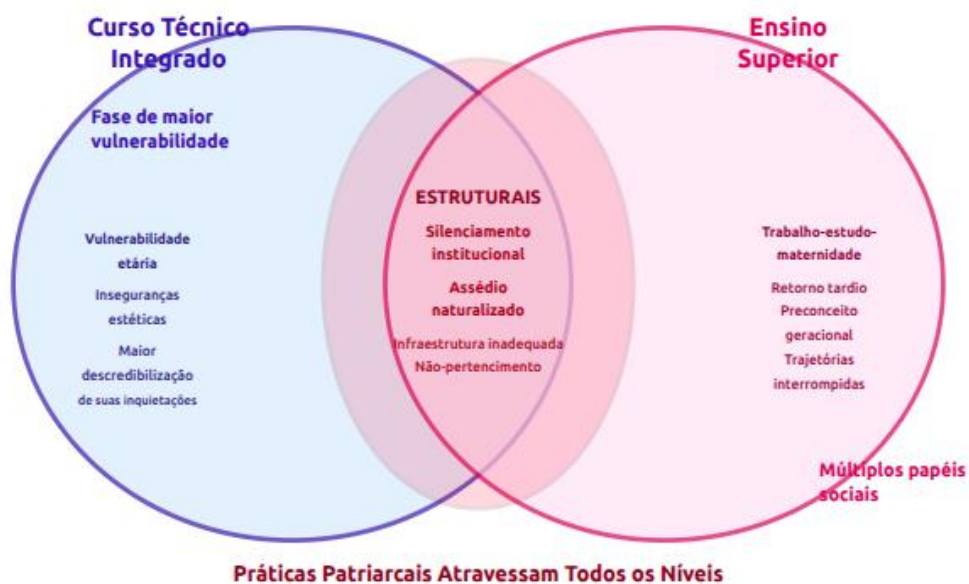 Curso Técnico
Integrado
Fase de maior
vulnerabilidade
Vulnerabilidade
etária
Inseguranças
estéticas
Maior
descredibilização
de suas inquietações
ESTRUTURAIS
Silenciamento
institucional
Assédio
naturalizado
Infraestrutura inadequada
Não-pertencimento
Ensino
Superior
Trabalho-estudo-
maternidade
Retorno tardio
Preconceito
geracional
Trajetórias
interrompidas
Múltiplos papéis
sociais
Práticas Patriarcais Atravessam Todos os Níveis